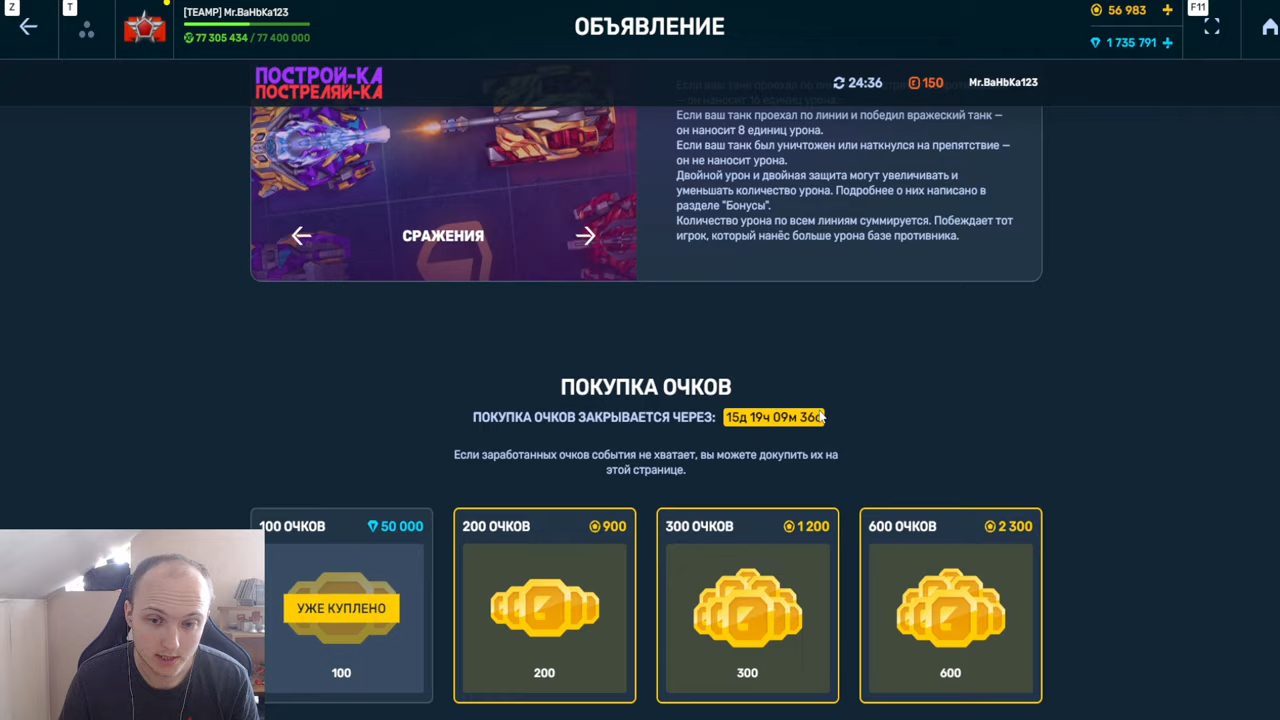 Z
T
[TEAMP] Mr.BaHbKa123
77 305 434 / 77 400 000
ОБЪЯВЛЕНИЕ
56 983
1 735 791
F11
ПОСТРОЙ-КА
ПОСТРЕЛЯЙ-КА
24:36
150
Mr.BaHbKa123
— он наносит 16 единиц урона.
Если ваш танк проехал по линии и победил вражеский танк —
он наносит 8 единиц урона.
Если ваш танк был уничтожен или наткнулся на препятствие —
он не наносит урона.
Двойной урон и двойная защита могут увеличивать и
уменьшать количество урона. Подробнее о них написано в
разделе "Бонусы".
Количество урона по всем линиям суммируется. Побеждает тот
игрок, который нанёс больше урона базе противника.
СРАЖЕНИЯ
ПОКУПКА ОЧКОВ
ПОКУПКА ОЧКОВ ЗАКРЫВАЕТСЯ ЧЕРЕЗ: 15д 19ч 09м 36с
Если заработанных очков события не хватает, вы можете докупить их на
этой странице.
100 ОЧКОВ 50 000
УЖЕ КУПЛЕНО
100
200 ОЧКОВ 900
200
300 ОЧКОВ 1 200
300
600 ОЧКОВ 2 300
600